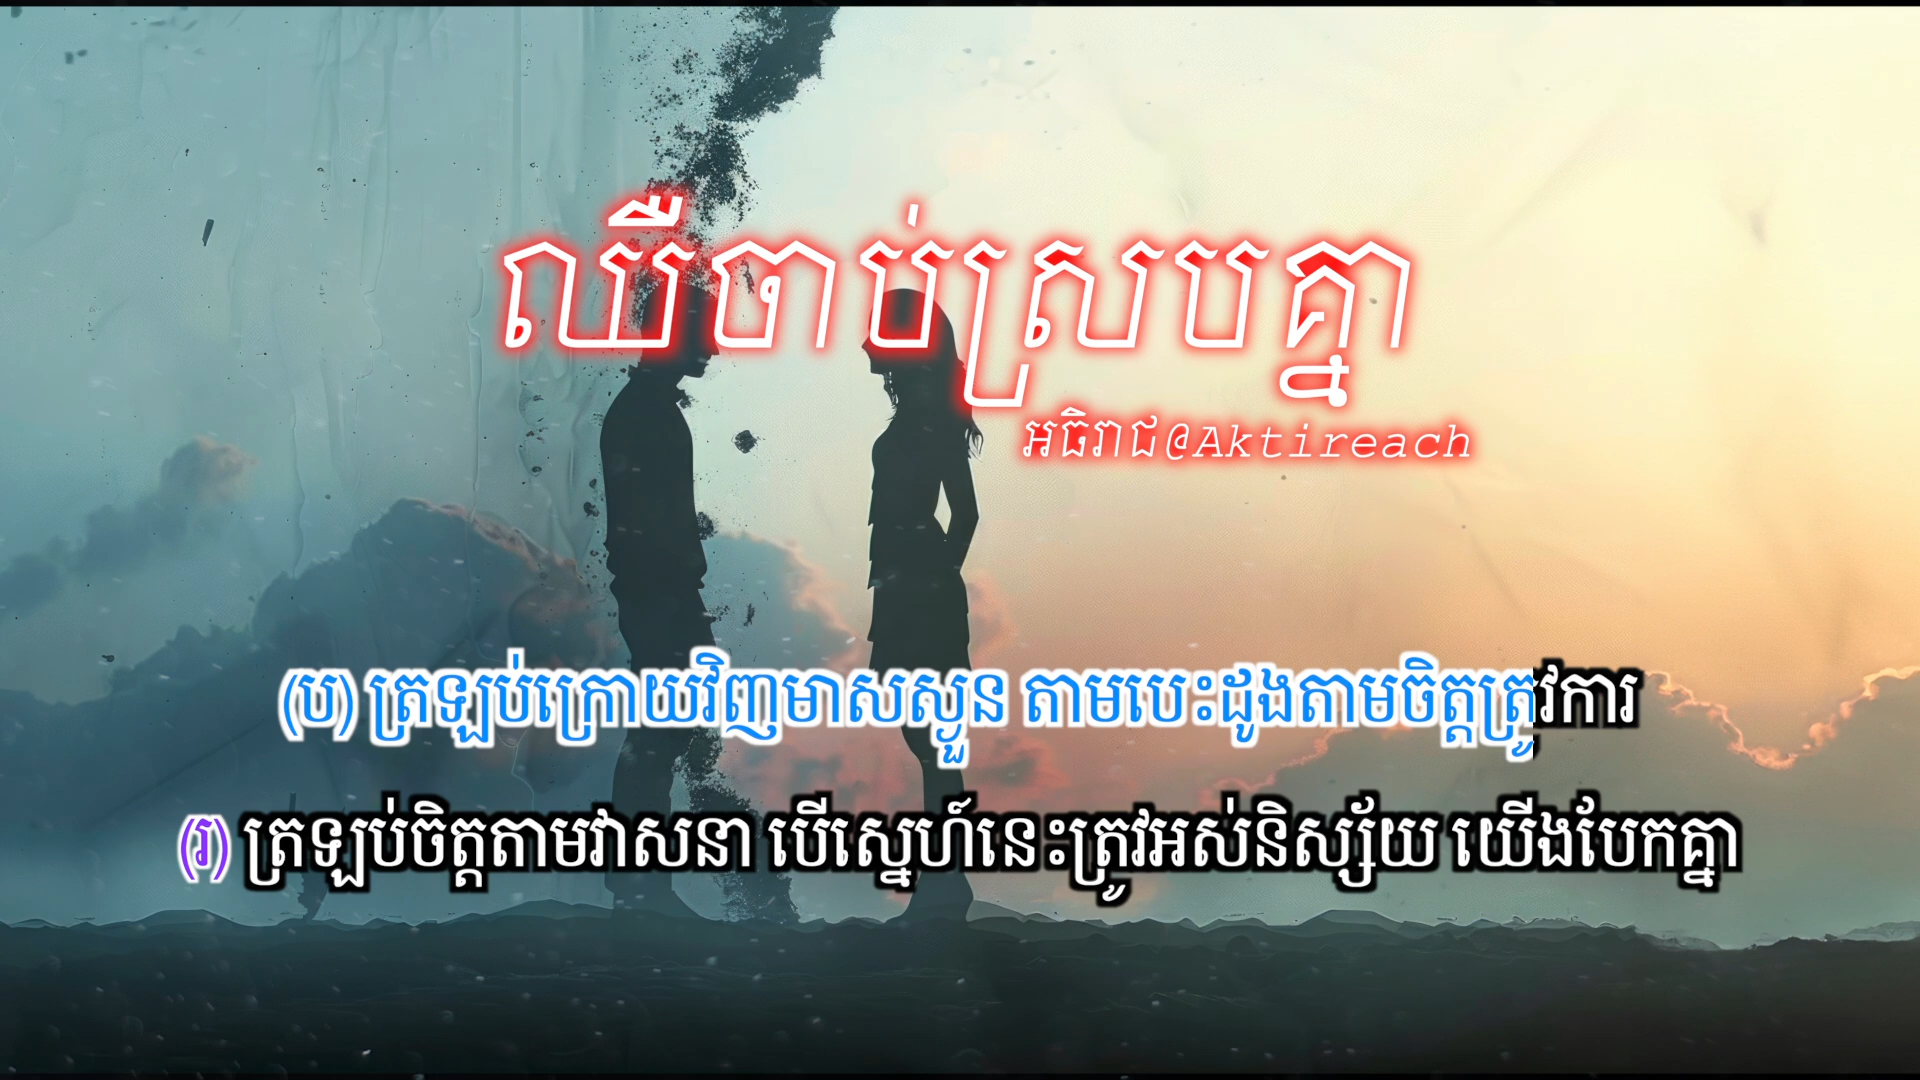 ឈឺចាប់ស្របគ្នា
អធិរាជ@Aktireach
(ប) ត្រឡប់ក្រោយវិញមាសស្ងួន តាមបេះដូងតាមចិត្តត្រូវការ
(រ) ត្រឡប់ចិត្តតាមវាសនា បើស្នេហ៍នេះត្រូវអស់និស្ស័យ យើងបែកគ្នា